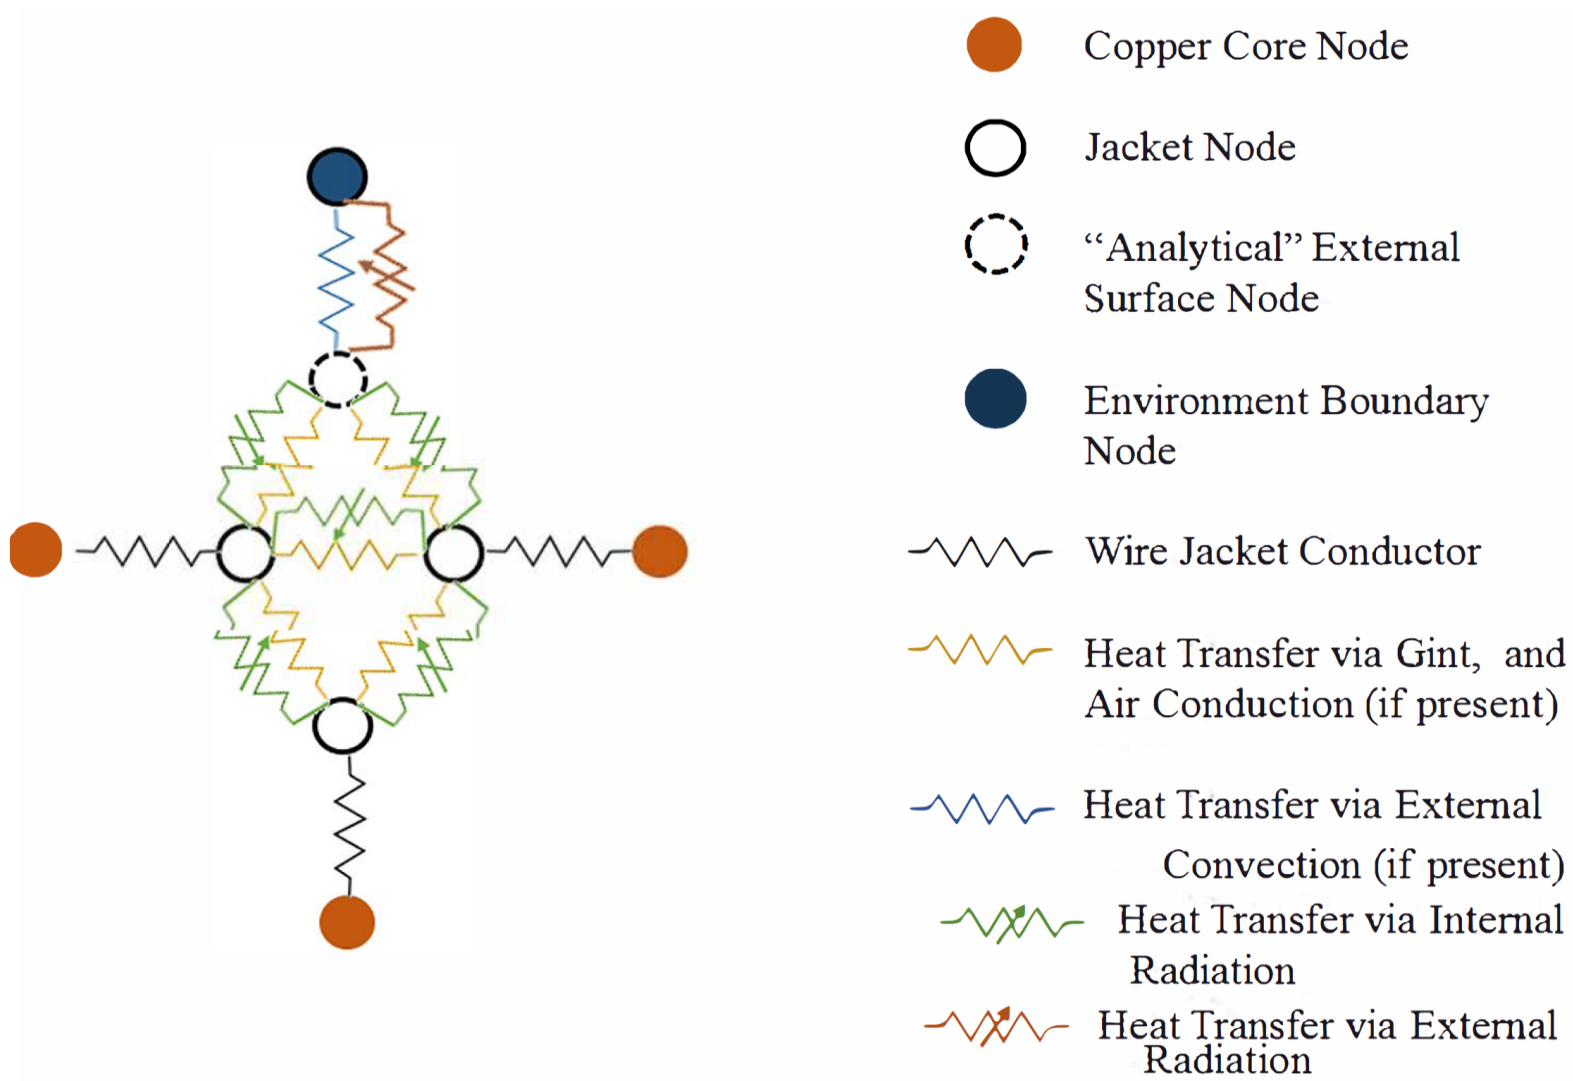 Copper Core Node
Jacket Node
“Analytical” External
Surface Node
Environment Boundary
Node
Wire Jacket Conductor
Heat Transfer via Gint, and
Air Conduction (if present)
Heat Transfer via External
Convection (if present)
Heat Transfer via Internal
Radiation
Heat Transfer via External
Radiation